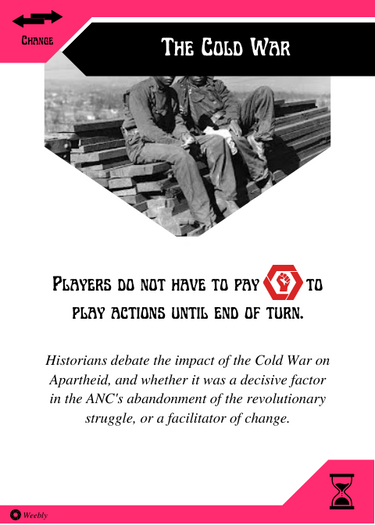 Change
The Cold War
Players do not have to pay to
play actions until end of turn.
Historians debate the impact of the Cold War on
Apartheid, and whether it was a decisive factor
in the ANC's abandonment of the revolutionary
struggle, or a facilitator of change.
Weebly